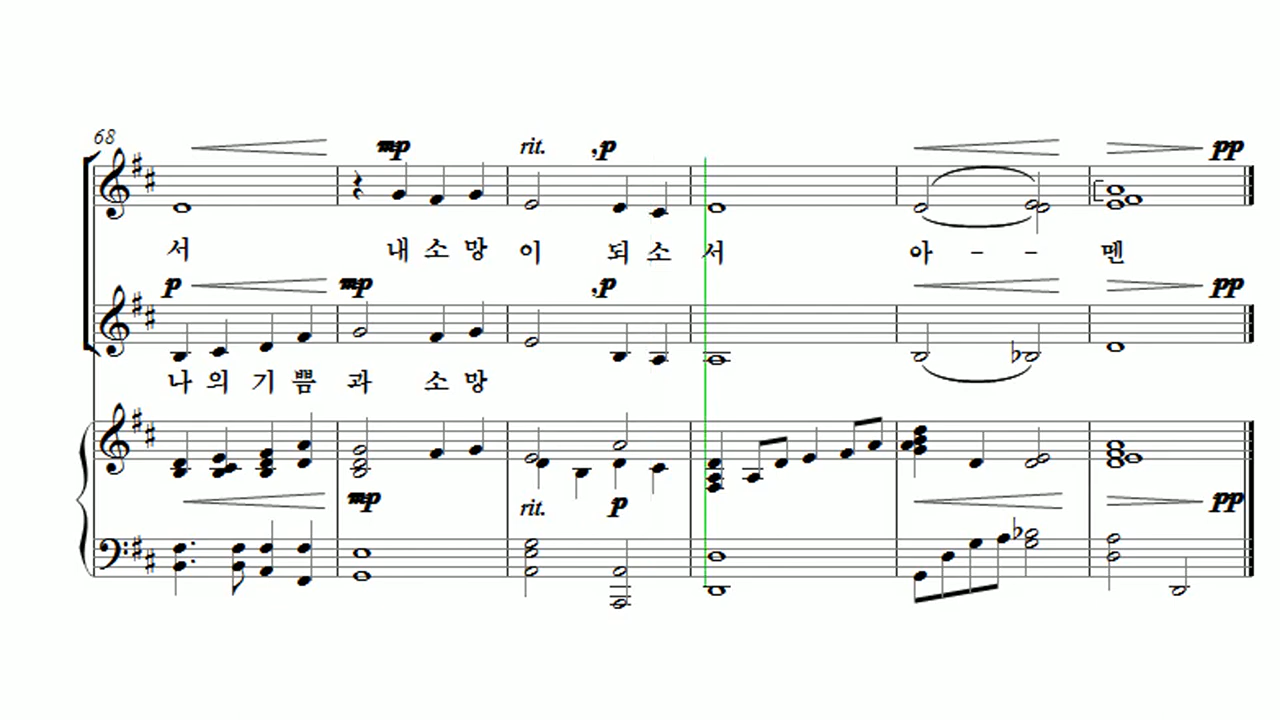 68
mp rit. , p pp
서 내 소 망 이 되 소 서 아 - - 멘
p mp , p pp
나 의 기 쁨 과 소 망
mp rit. p pp